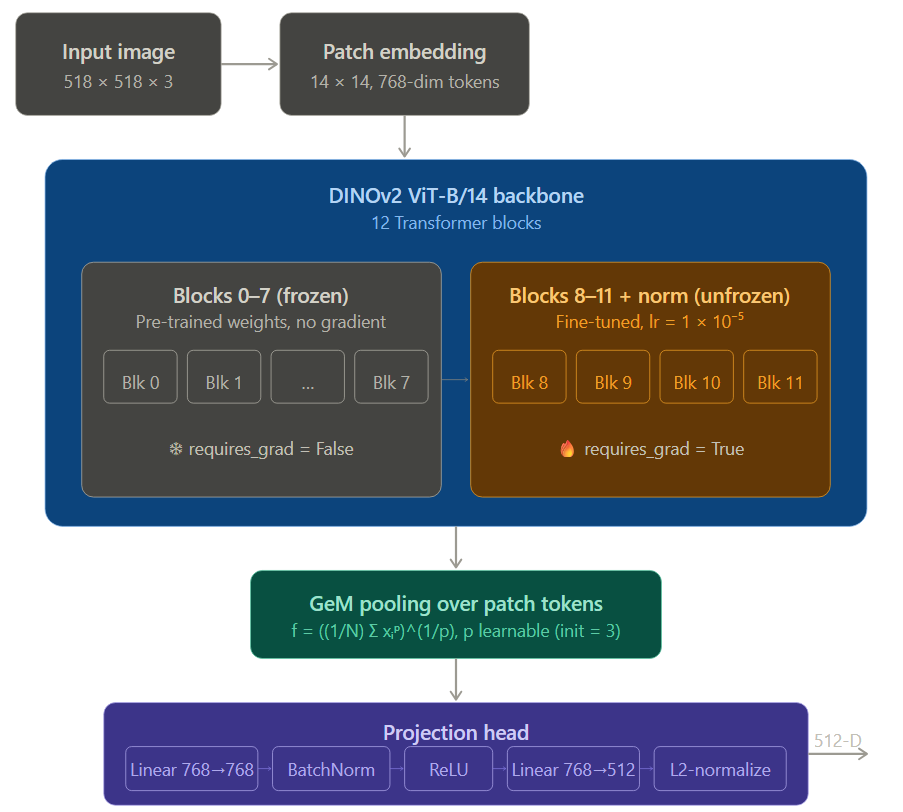 Input image
518 × 518 × 3
Patch embedding
14 × 14, 768-dim tokens
DINOv2 ViT-B/14 backbone
12 Transformer blocks
Blocks 0–7 (frozen)
Pre-trained weights, no gradient
Blk 0
Blk 1
...
Blk 7
❄ requires_grad = False
Blocks 8–11 + norm (unfrozen)
Fine-tuned, lr = 1 × 10⁻⁵
Blk 8
Blk 9
Blk 10
Blk 11
🔥 requires_grad = True
GeM pooling over patch tokens
f = ((1/N) Σ xᵢᵖ)^(1/p), p learnable (init = 3)
Projection head
Linear 768→768
BatchNorm
ReLU
Linear 768→512
L2-normalize
512-D